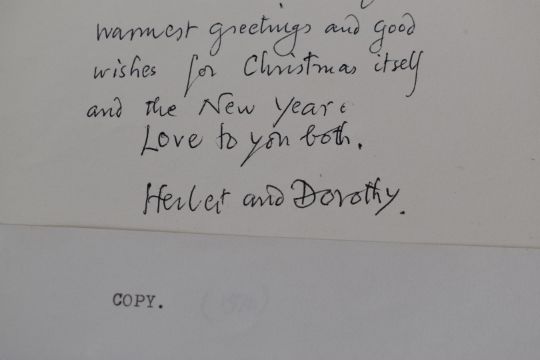 warmest greetings and good
wishes for Christmas itself
and the New Year.
Love to you both.
Herbert and Dorothy.
COPY.